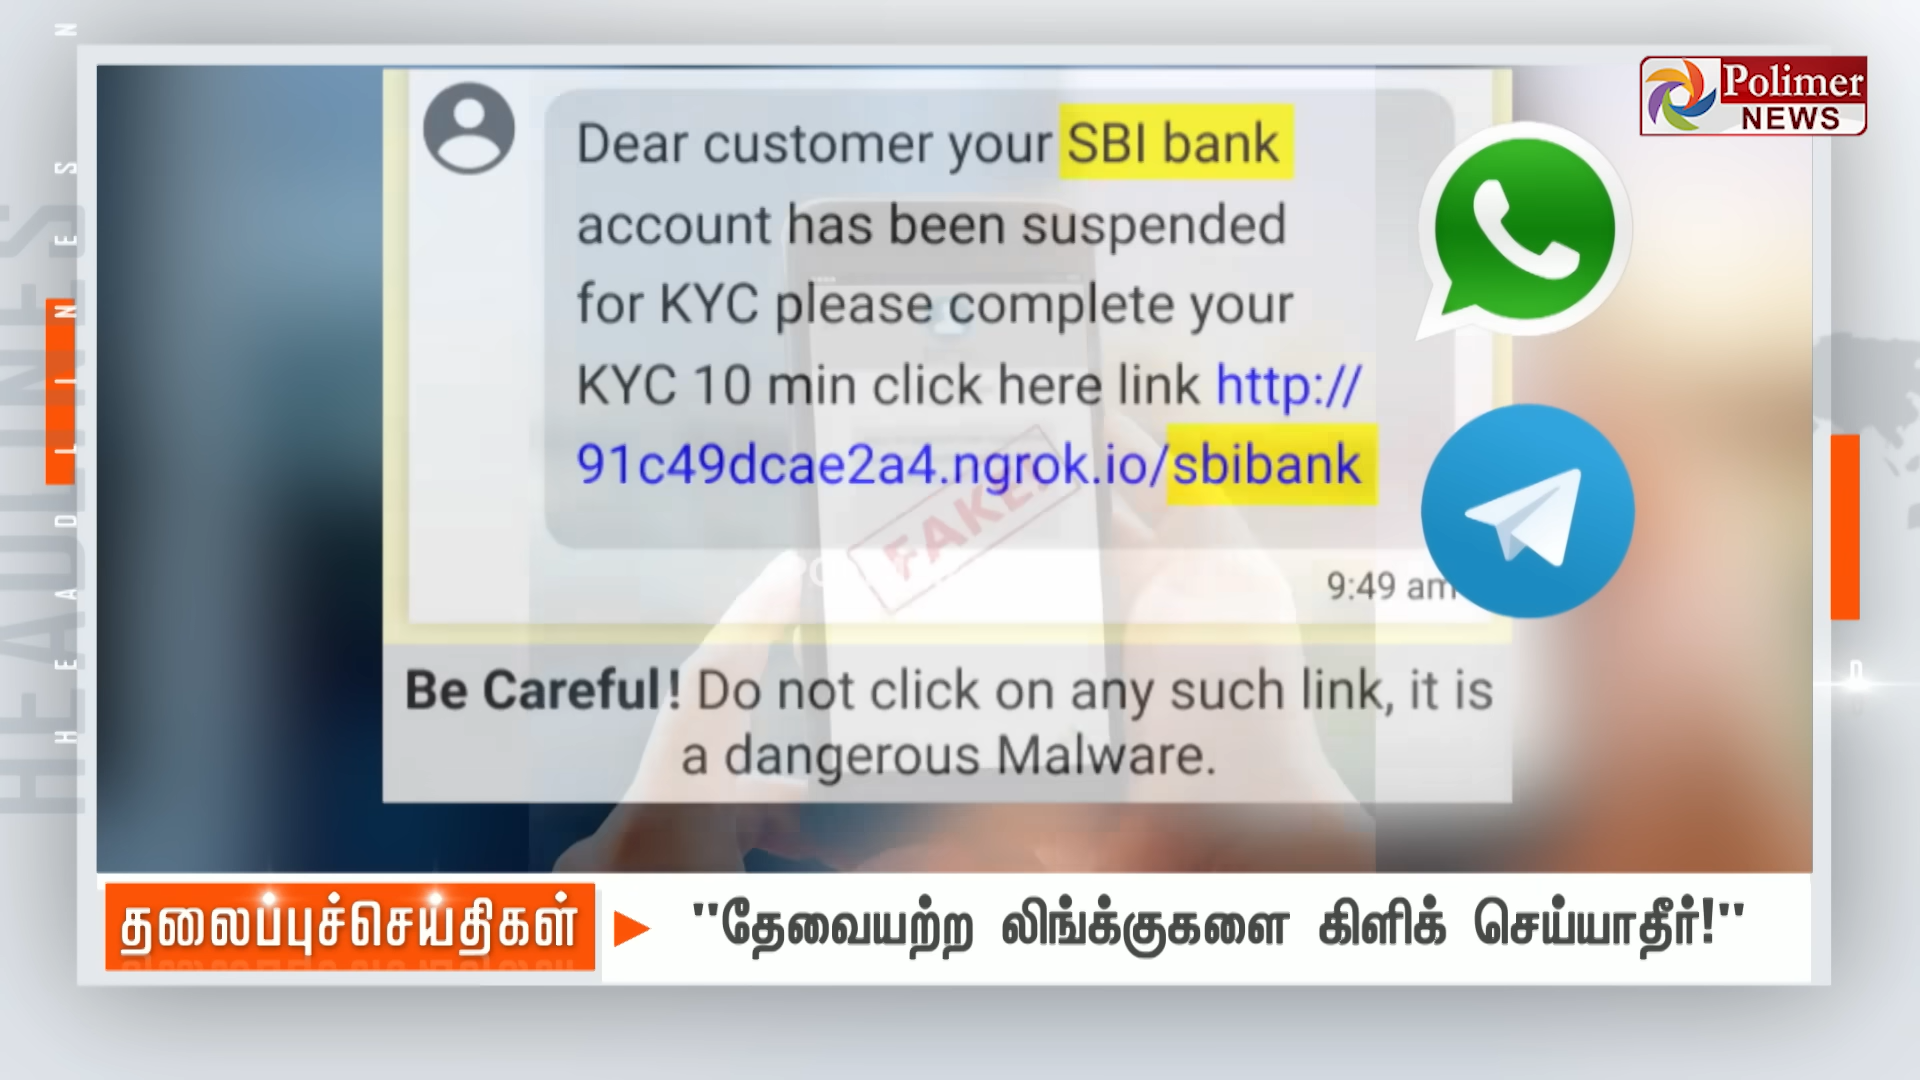 Polimer
NEWS
Dear customer your SBI bank
account has been suspended
for KYC please complete your
KYC 10 min click here link http://
91c49dcae2a4.ngrok.io/sbibank
FAKE
9:49 am
Be Careful! Do not click on any such link, it is
a dangerous Malware.
தலைப்புச்செய்திகள்
"தேவையற்ற லிங்க்குகளை கிளிக் செய்யாதீர்!"
HEADLINES
HEADLINES N